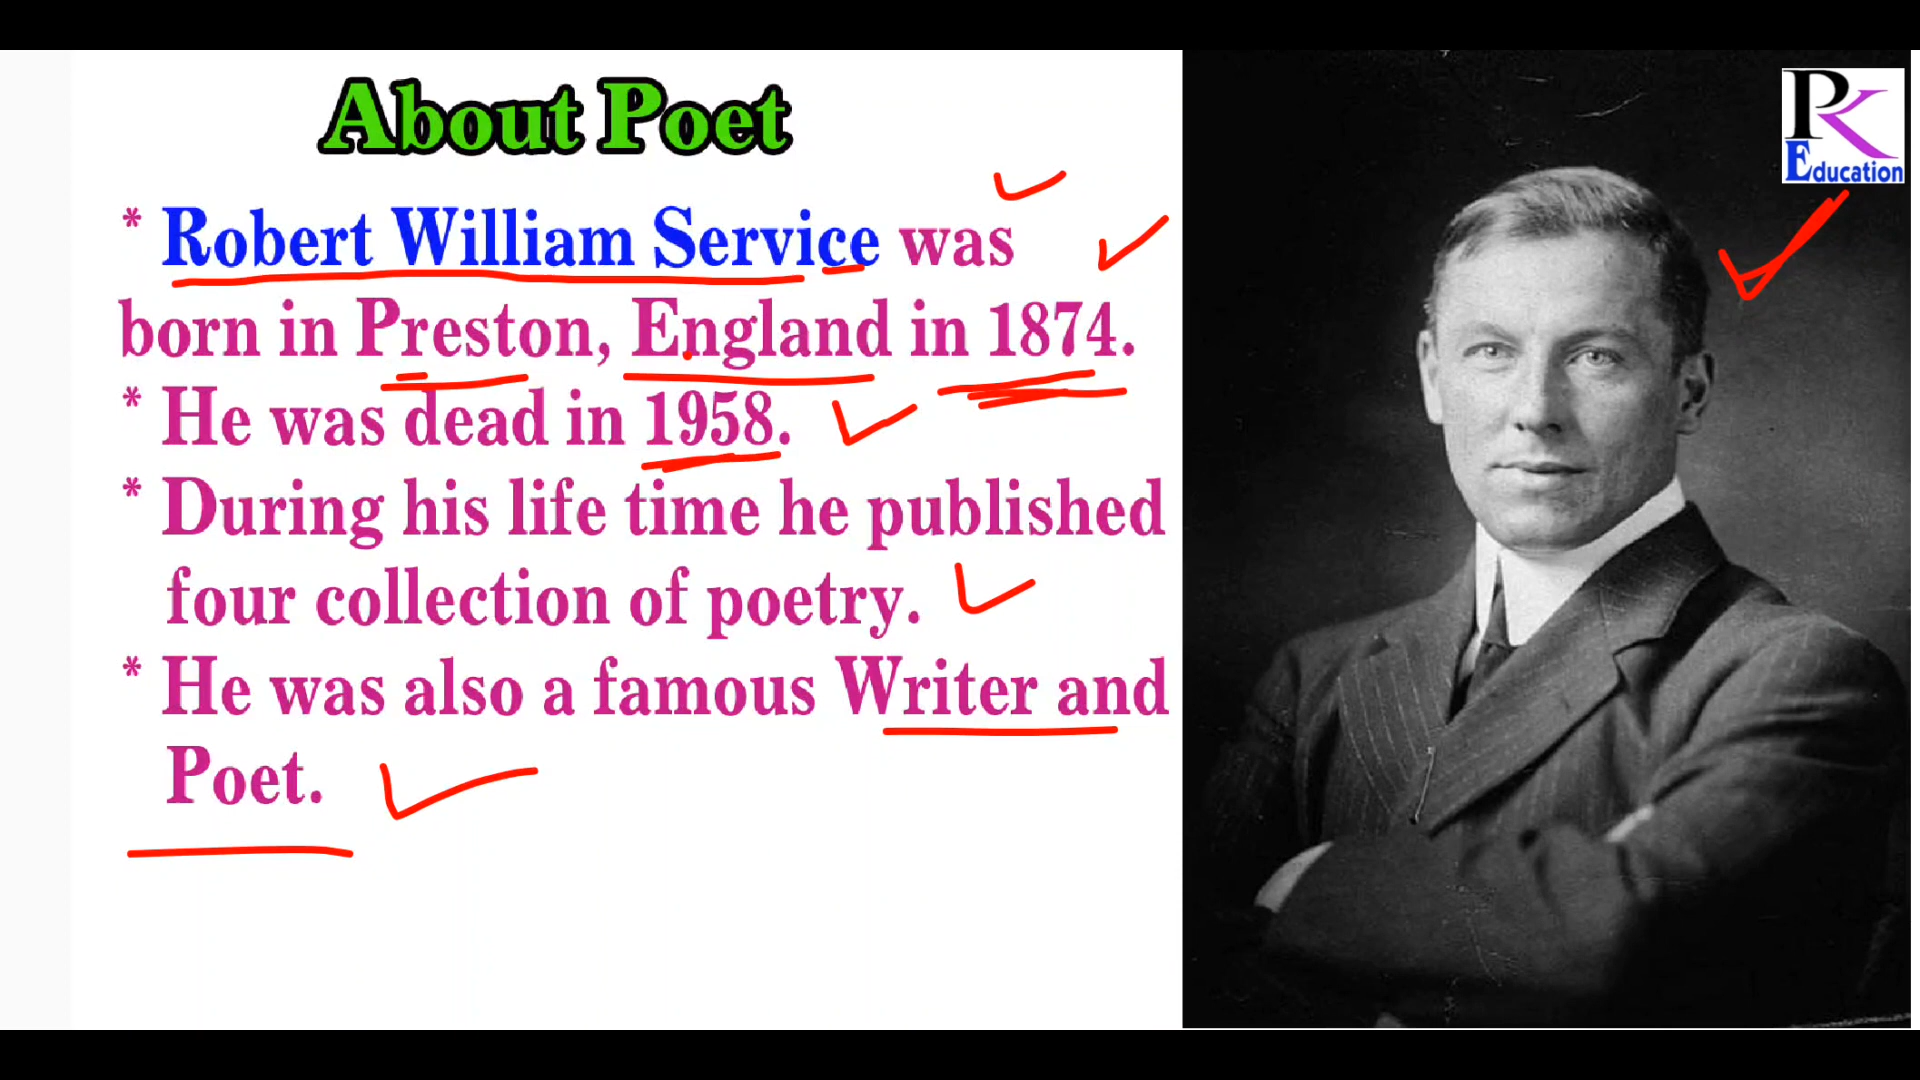 About Poet
PK
Education
* Robert William Service was
born in Preston, England in 1874.
* He was dead in 1958.
* During his life time he published
four collection of poetry.
* He was also a famous Writer and
Poet.